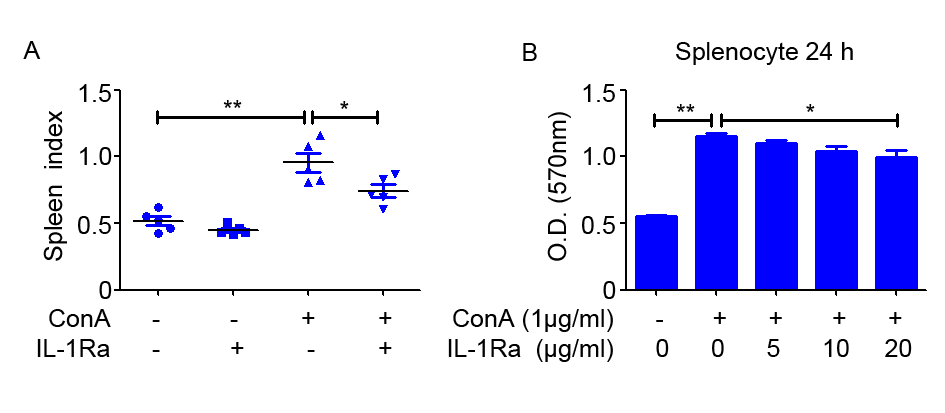 A
Spleen index
1.5
1.0
0.5
0
**
*
ConA - - + +
IL-1Ra - + - +
B
Splenocyte 24 h
O.D. (570nm)
1.5
1.0
0.5
0
**
*
ConA (1μg/ml) - + + + +
IL-1Ra (μg/ml) 0 0 5 10 20